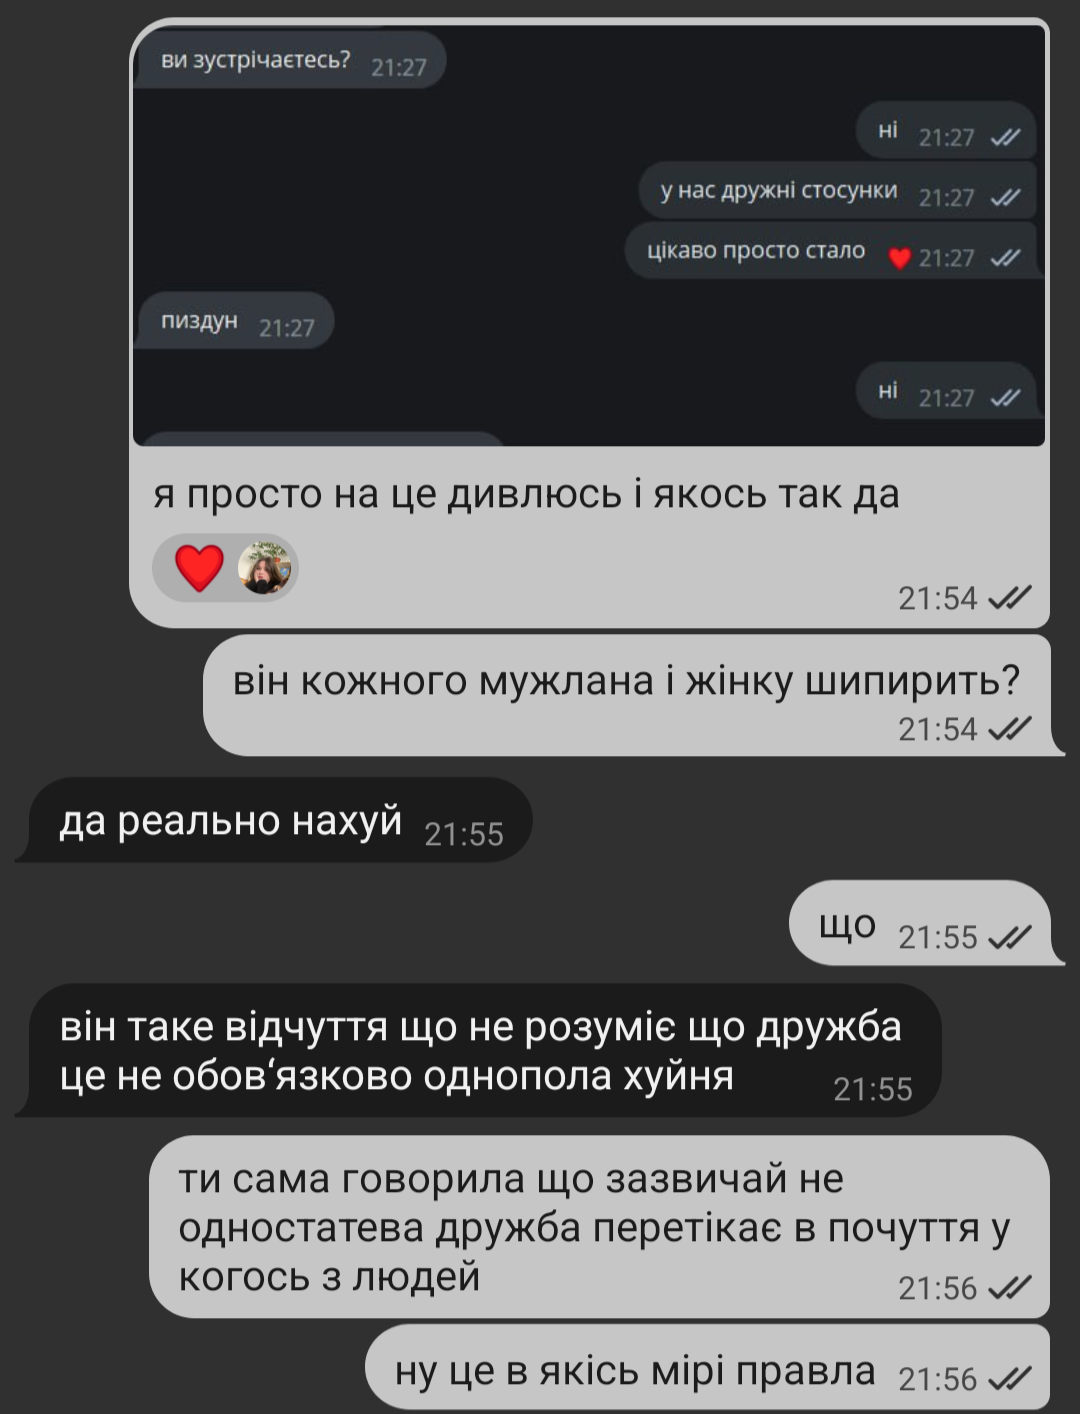 ви зустрічаєтесь? 21:27
ні 21:27
у нас дружні стосунки 21:27
цікаво просто стало 21:27
пиздун 21:27
ні 21:27
я просто на це дивлюсь і якось так да
21:54
він кожного мужлана і жінку шипирить?
21:54
да реально нахуй 21:55
що 21:55
він таке відчуття що не розуміє що дружба
це не обов‘язково однопола хуйня 21:55
ти сама говорила що зазвичай не
одностатева дружба перетікає в почуття у
когось з людей 21:56
ну це в якісь мірі правла 21:56